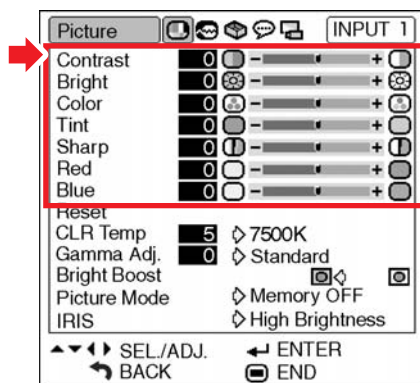 Picture INPUT 1
Contrast 0 - +
Bright 0 - +
Color 0 - +
Tint 0 - +
Sharp 0 - +
Red 0 - +
Blue 0 - +
Reset
CLR Temp 5 7500K
Gamma Adj. 0 Standard
Bright Boost
Picture Mode Memory OFF
IRIS High Brightness
SEL./ADJ. ENTER
BACK END